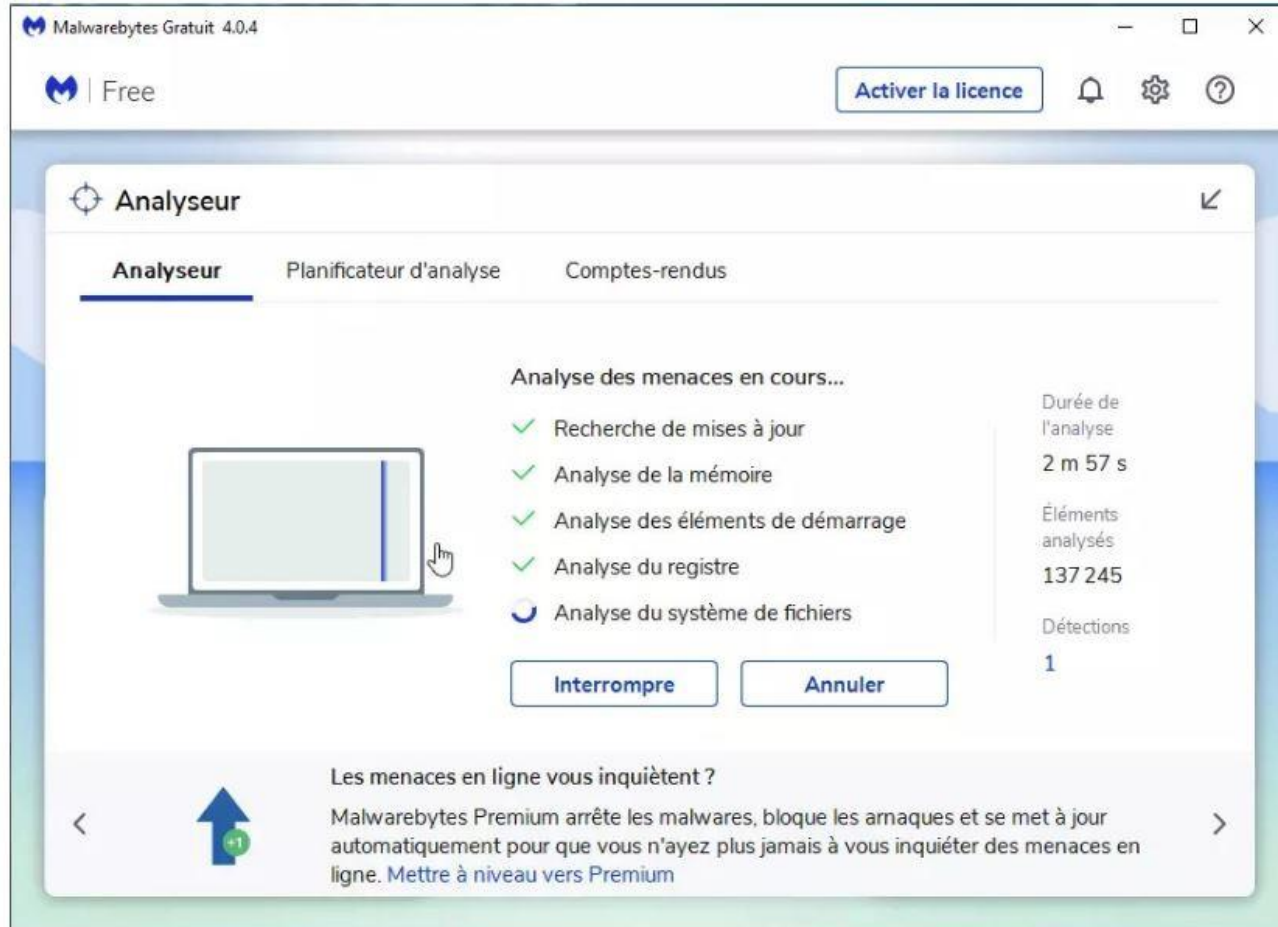 Malwarebytes Gratuit 4.0.4
Free
Activer la licence
Analyseur
Analyseur
Planificateur d'analyse
Comptes-rendus
Analyse des menaces en cours...
Recherche de mises à jour
Analyse de la mémoire
Analyse des éléments de démarrage
Analyse du registre
Analyse du système de fichiers
Interrompre
Annuler
Durée de
l'analyse
2 m 57 s
Éléments
analysés
137 245
Détections
1
+1
Les menaces en ligne vous inquiètent ?
Malwarebytes Premium arrête les malwares, bloque les arnaques et se met à jour
automatiquement pour que vous n'ayez plus jamais à vous inquiéter des menaces en
ligne. Mettre à niveau vers Premium